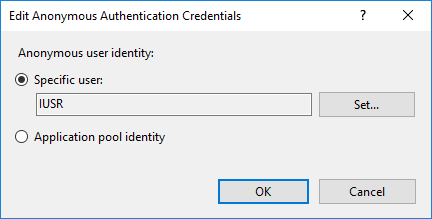 Edit Anonymous Authentication Credentials
Anonymous user identity:
Specific user:
IUSR
Set...
Application pool identity
OK
Cancel